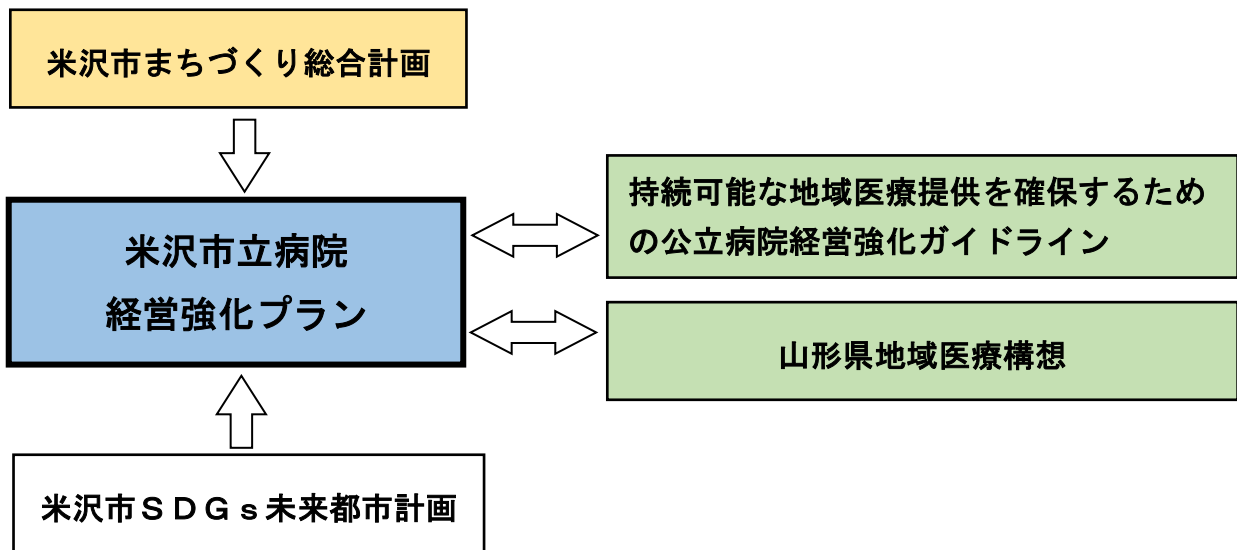 米沢市まちづくり総合計画
米沢市立病院
経営強化プラン
持続可能な地域医療提供を確保するため
の公立病院経営強化ガイドライン
山形県地域医療構想
米沢市ＳＤＧｓ未来都市計画